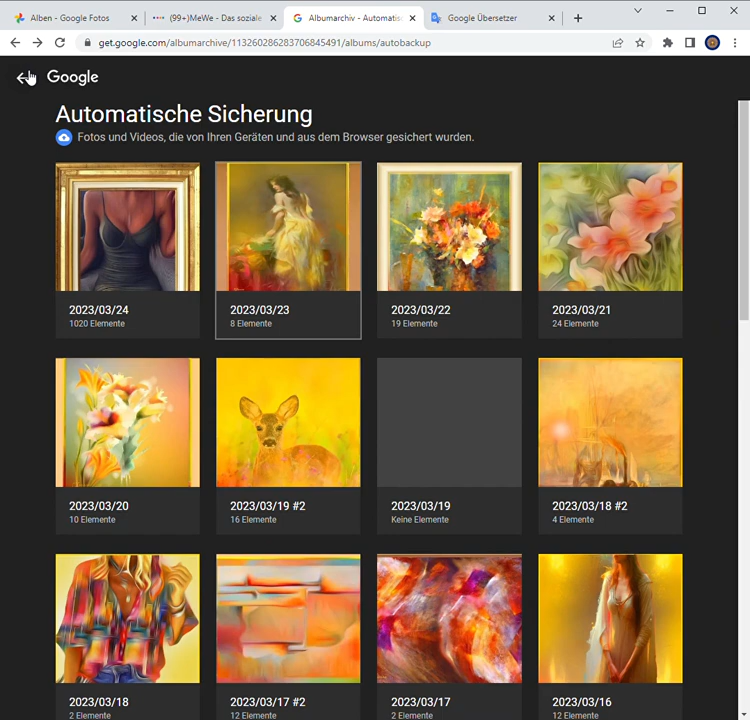 Alben - Google Fotos
(99+)MeWe - Das soziale
Albumarchiv - Automatis
Google Übersetzer
get.google.com/albumarchive/113260286283706845491/albums/autobackup
Google
Automatische Sicherung
Fotos und Videos, die von Ihren Geräten und aus dem Browser gesichert wurden.
2023/03/24
1020 Elemente
2023/03/23
8 Elemente
2023/03/22
19 Elemente
2023/03/21
24 Elemente
2023/03/20
10 Elemente
2023/03/19 #2
16 Elemente
2023/03/19
Keine Elemente
2023/03/18 #2
4 Elemente
2023/03/18
2 Elemente
2023/03/17 #2
12 Elemente
2023/03/17
2 Elemente
2023/03/16
12 Elemente